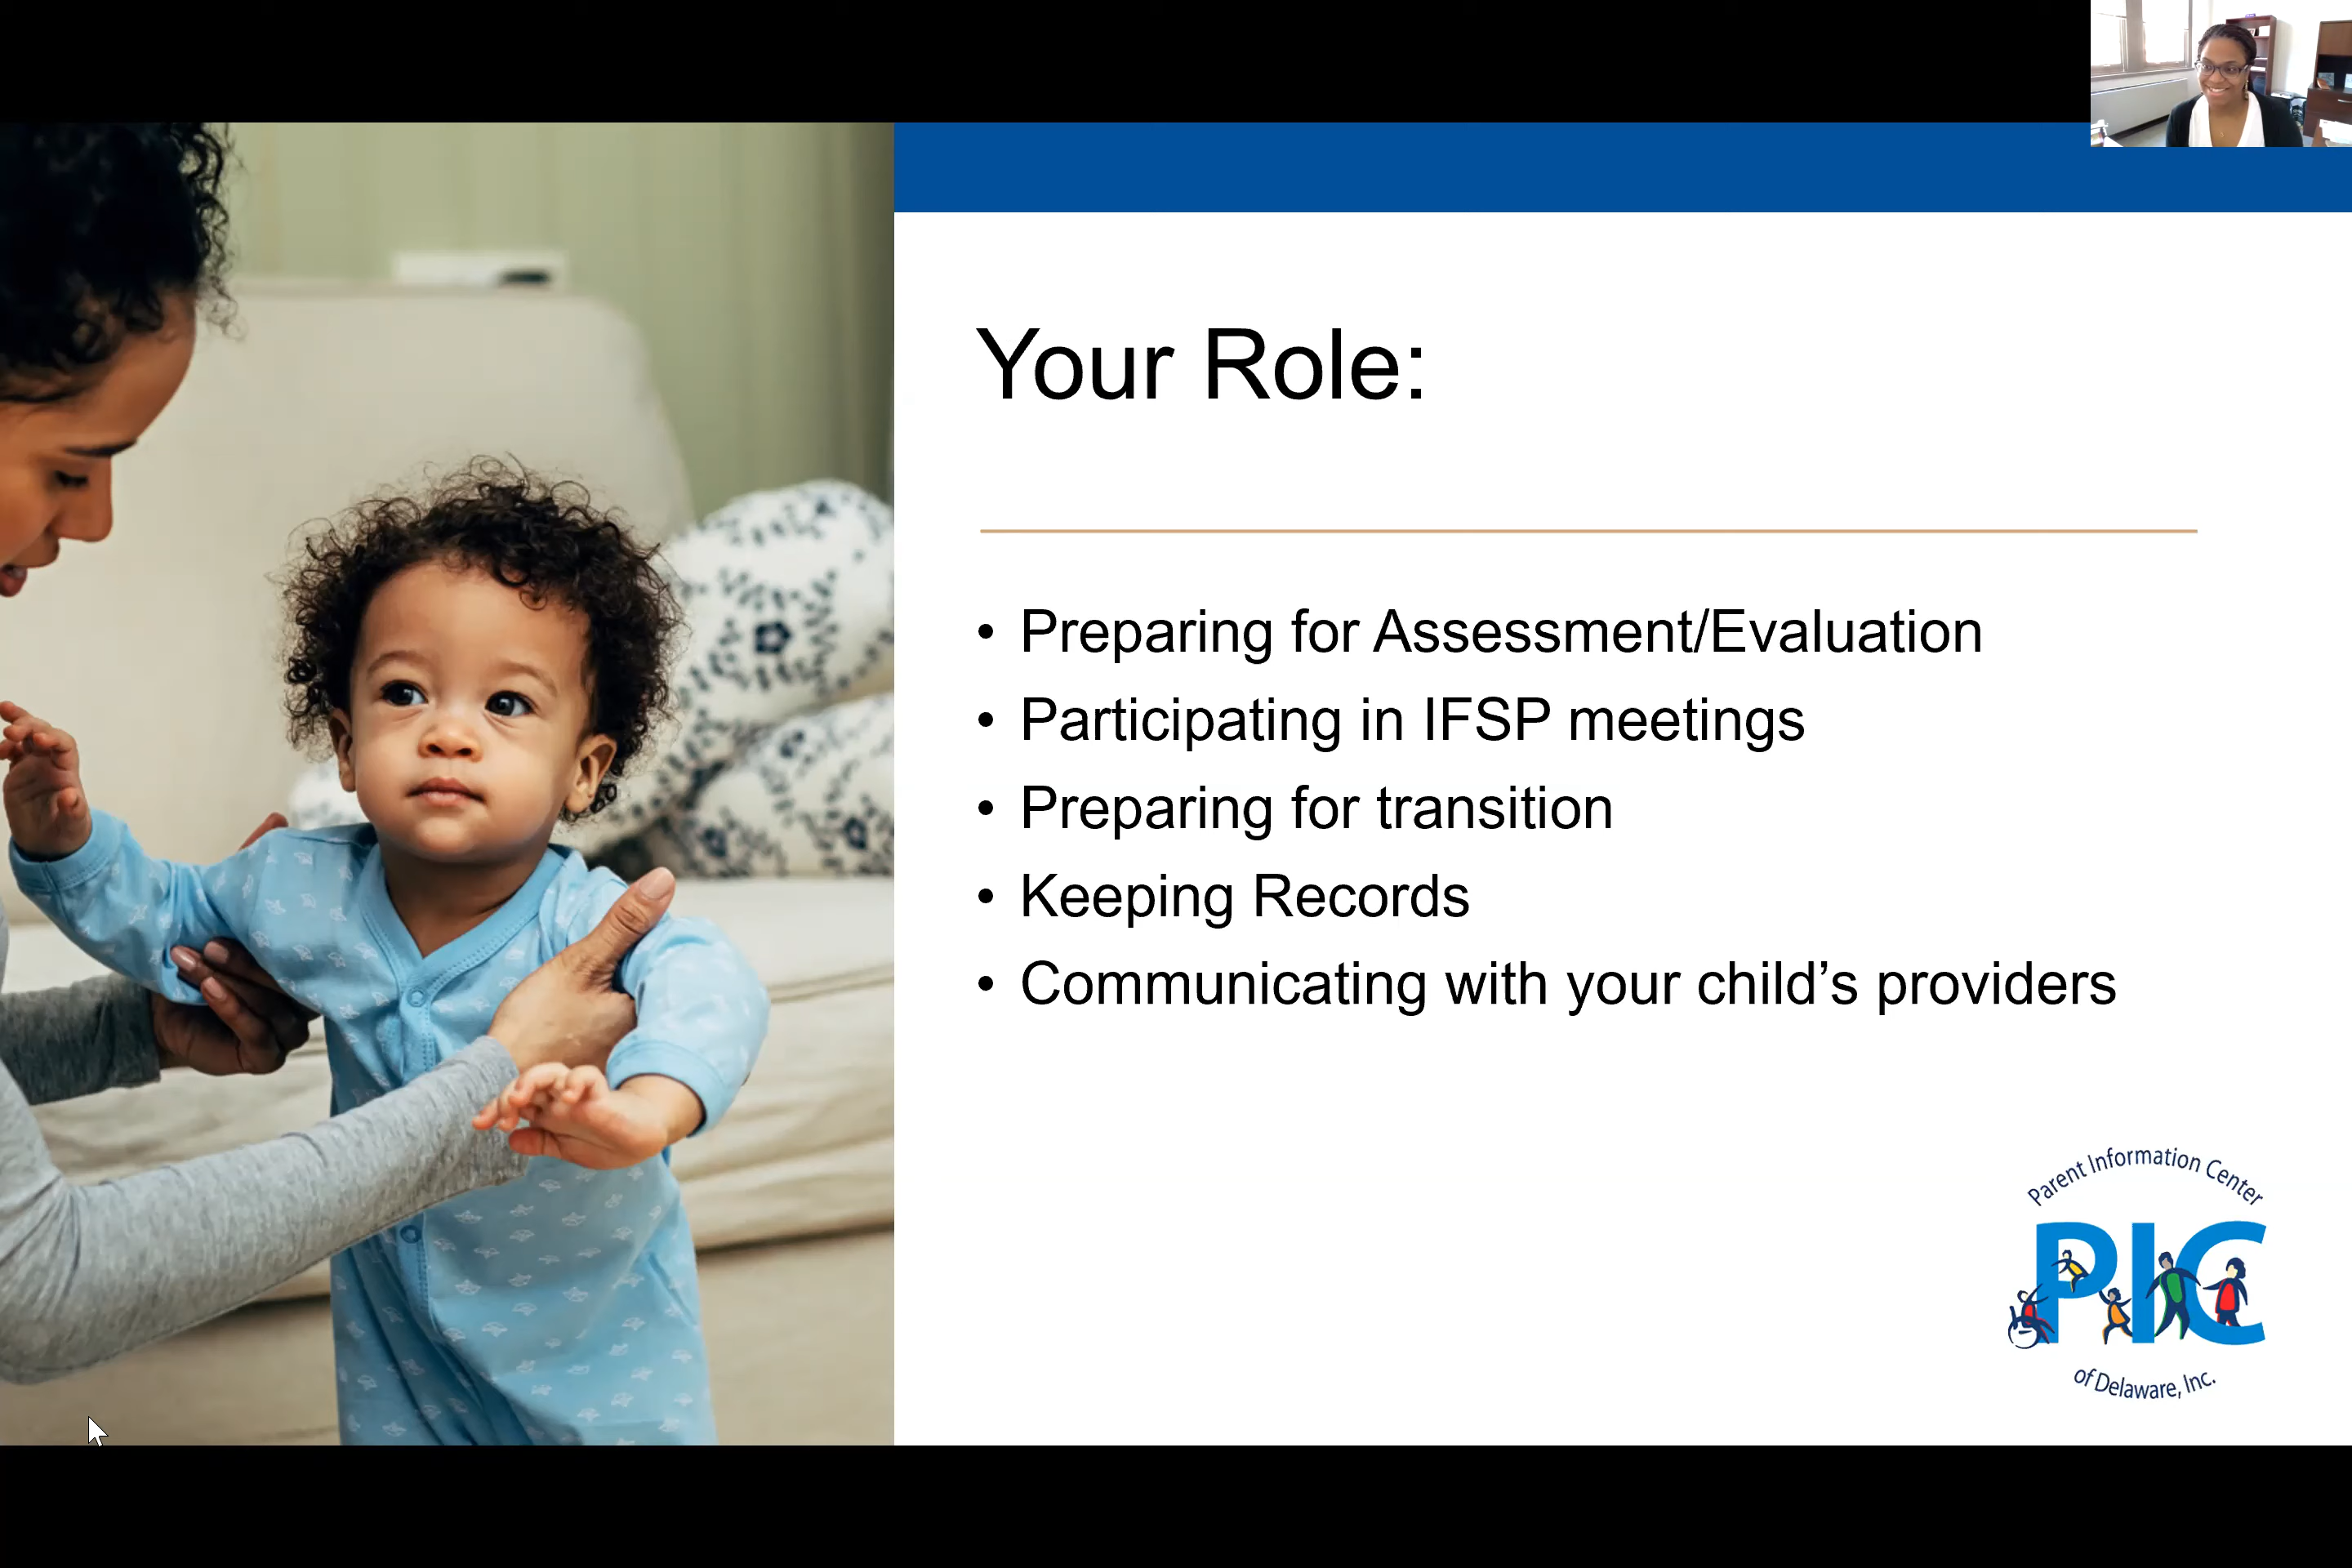 Your Role:
• Preparing for Assessment/Evaluation
• Participating in IFSP meetings
• Preparing for transition
• Keeping Records
• Communicating with your child’s providers
Parent Information Center
PIC
of Delaware, Inc.